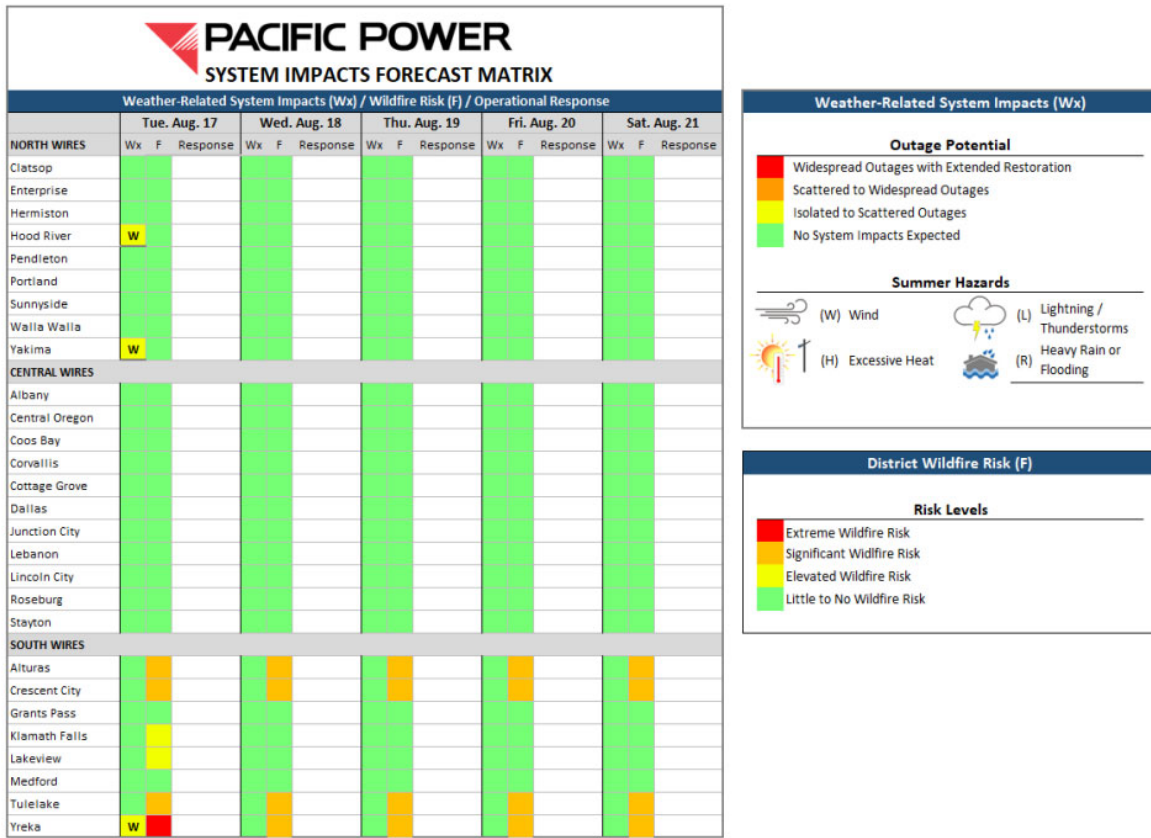 PACIFIC POWER
SYSTEM IMPACTS FORECAST MATRIX
Weather-Related System Impacts (Wx) / Wildfire Risk (F) / Operational Response
Tue. Aug. 17 Wed. Aug. 18 Thu. Aug. 19 Fri. Aug. 20 Sat. Aug. 21
NORTH WIRES Wx F Response Wx F Response Wx F Response Wx F Response Wx F Response
Clatsop
Enterprise
Hermiston
Hood River W
Pendleton
Portland
Sunnyside
Walla Walla
Yakima W
CENTRAL WIRES
Albany
Central Oregon
Coos Bay
Corvallis
Cottage Grove
Dallas
Junction City
Lebanon
Lincoln City
Roseburg
Stayton
SOUTH WIRES
Alturas
Crescent City
Grants Pass
Klamath Falls
Lakeview
Medford
Tulelake
Yreka W
Weather-Related System Impacts (Wx)
Outage Potential
Widespread Outages with Extended Restoration
Scattered to Widespread Outages
Isolated to Scattered Outages
No System Impacts Expected
Summer Hazards
(W) Wind
(L) Lightning /
Thunderstorms
(H) Excessive Heat
(R) Heavy Rain or
Flooding
District Wildfire Risk (F)
Risk Levels
Extreme Wildfire Risk
Significant Widlfire Risk
Elevated Wildfire Risk
Little to No Wildfire Risk